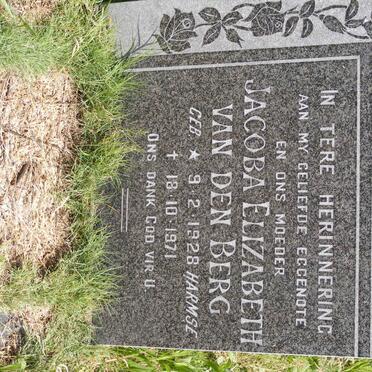 IN TERE HERINNERING
AAN MY GELIEFDE EGGENOTE
EN ONS MOEDER
JACOBA ELIZABETH
VAN DEN BERG
GEB * 9·2·1928 HARMSE
† 18·10·1971
ONS DANK GOD VIR U.